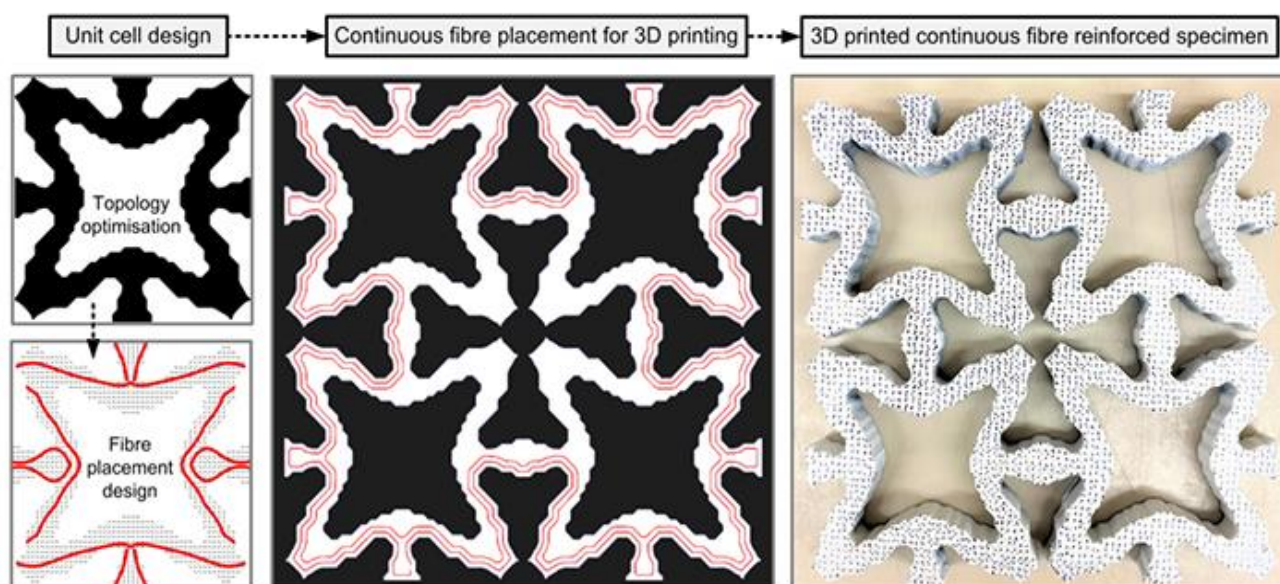 Unit cell design
Continuous fibre placement for 3D printing
3D printed continuous fibre reinforced specimen
Topology
optimisation
Fibre
placement
design